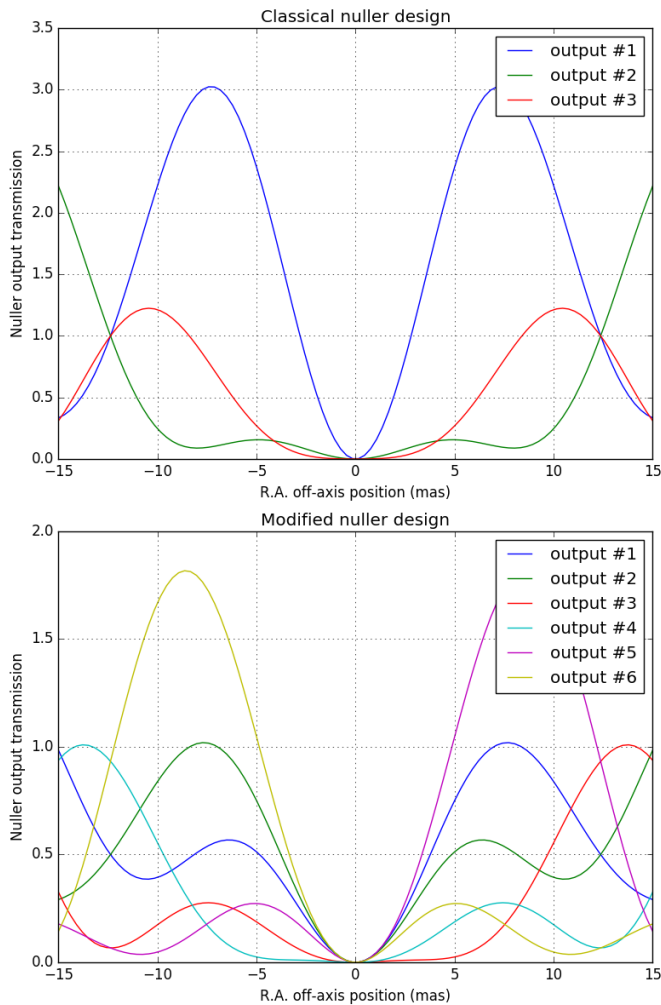 Classical nuller design
3.5
3.0
2.5
2.0
1.5
1.0
0.5
0.0
Nuller output transmission
output #1
output #2
output #3
−15 −10 −5 0 5 10 15
R.A. off-axis position (mas)
Modified nuller design
2.0
1.5
1.0
0.5
0.0
Nuller output transmission
output #1
output #2
output #3
output #4
output #5
output #6
−15 −10 −5 0 5 10 15
R.A. off-axis position (mas)